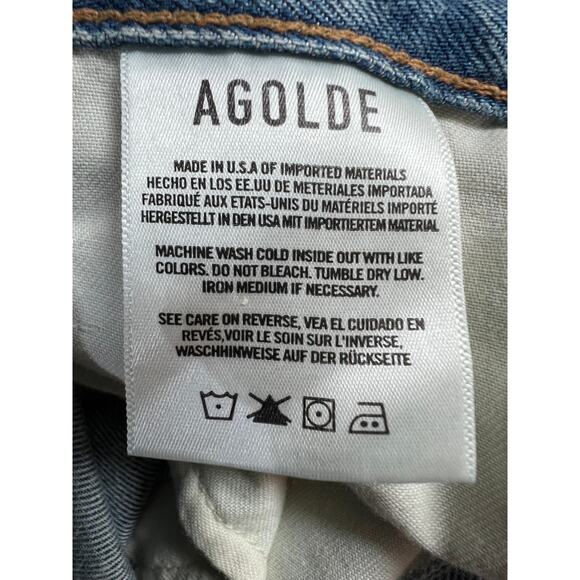 AGOLDE
MADE IN U.S.A OF IMPORTED MATERIALS
HECHO EN LOS EE.UU DE METERIALES IMPORTADA
FABRIQUÉ AUX ETATS-UNIS DU MATÉRIELS IMPORTÉ
HERGESTELLT IN DEN USA MIT IMPORTIERTEM MATERIAL
MACHINE WASH COLD INSIDE OUT WITH LIKE
COLORS. DO NOT BLEACH. TUMBLE DRY LOW.
IRON MEDIUM IF NECESSARY.
SEE CARE ON REVERSE, VEA EL CUIDADO EN
REVÉS,VOIR LE SOIN SUR L'INVERSE,
WASCHHINWEISE AUF DER RÜCKSEITE